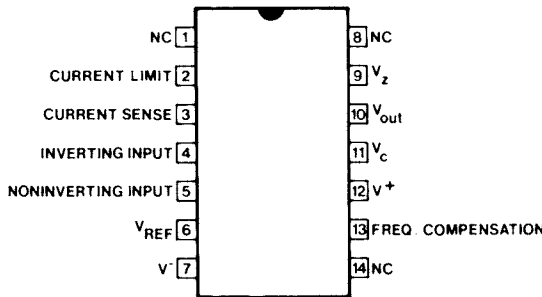 NC 1
CURRENT LIMIT 2
CURRENT SENSE 3
INVERTING INPUT 4
NONINVERTING INPUT 5
VREF 6
V- 7
8 NC
9 Vz
10 Vout
11 Vc
12 V+
13 FREQ. COMPENSATION
14 NC